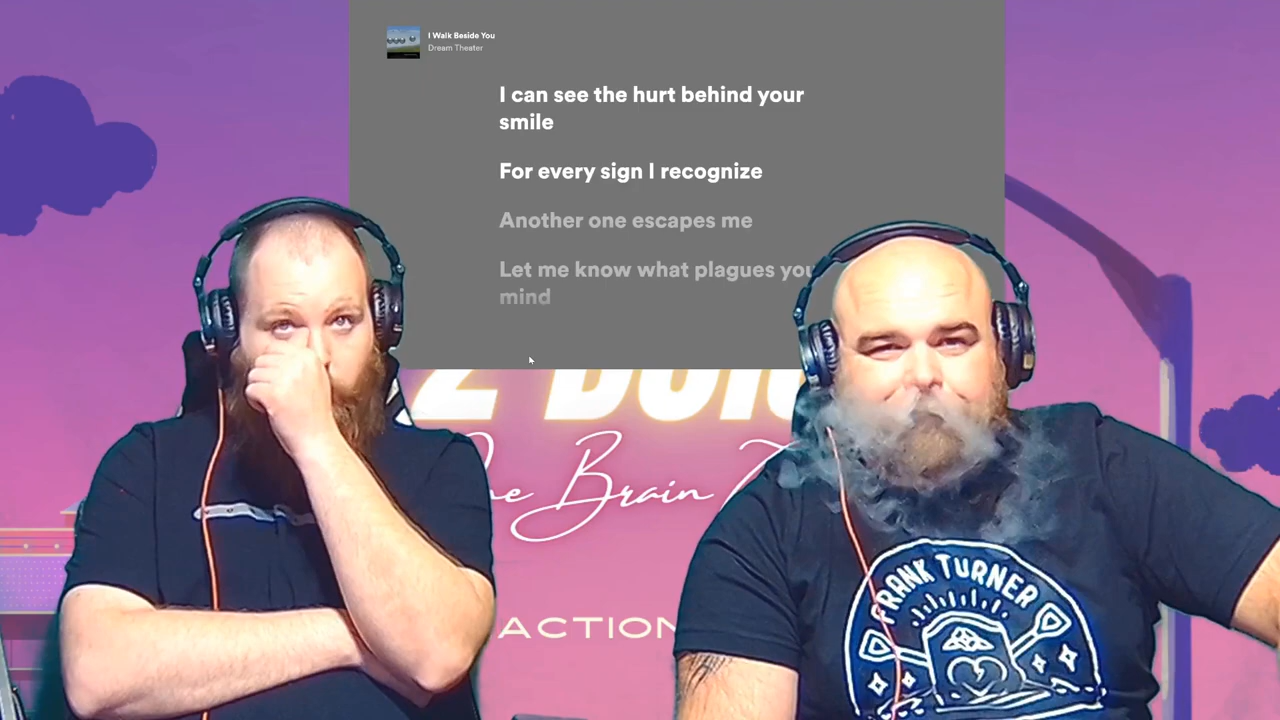 I Walk Beside You
Dream Theater
I can see the hurt behind your
smile
For every sign I recognize
Another one escapes me
Let me know what plagues you
mind
Brain
ACTION
FRANK TURNER